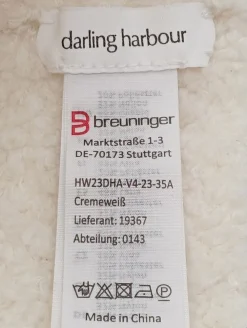 darling harbour
breuninger
Marktstraße 1-3
DE-70173 Stuttgart
HW23DHA-V4-23-35A
Cremeweiß
Lieferant: 19367
Abteilung: 0143
Made in China